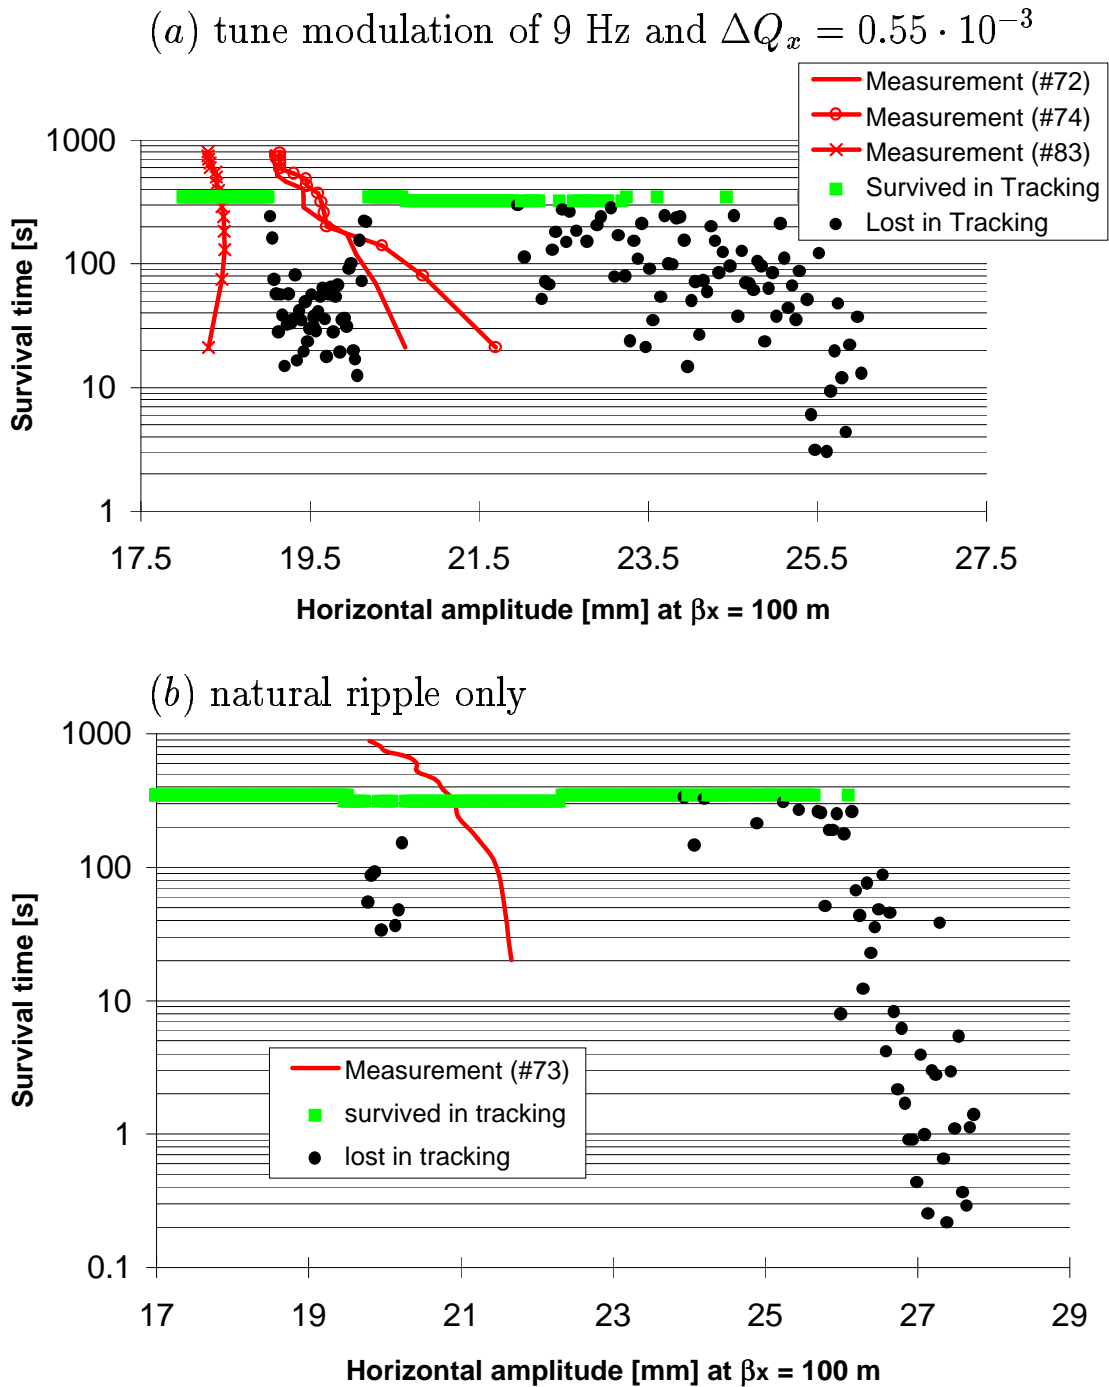 (a) tune modulation of 9 Hz and ΔQ_x = 0.55 · 10^{-3}
Measurement (#72)
Measurement (#74)
Measurement (#83)
Survived in Tracking
Lost in Tracking
1000
100
10
1
Survival time [s]
17.5 19.5 21.5 23.5 25.5 27.5
Horizontal amplitude [mm] at βx = 100 m
(b) natural ripple only
1000
100
10
1
0.1
Survival time [s]
Measurement (#73)
survived in tracking
lost in tracking
17 19 21 23 25 27 29
Horizontal amplitude [mm] at βx = 100 m